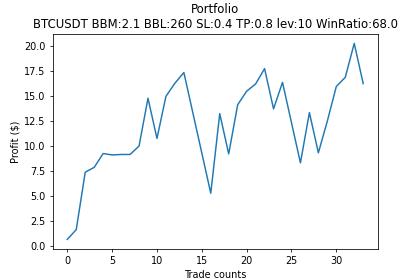 Portfolio
BTCUSDT BBM:2.1 BBL:260 SL:0.4 TP:0.8 lev:10 WinRatio:68.0
20.0
17.5
15.0
12.5
10.0
7.5
5.0
2.5
0.0
Profit ($)
0 5 10 15 20 25 30
Trade counts